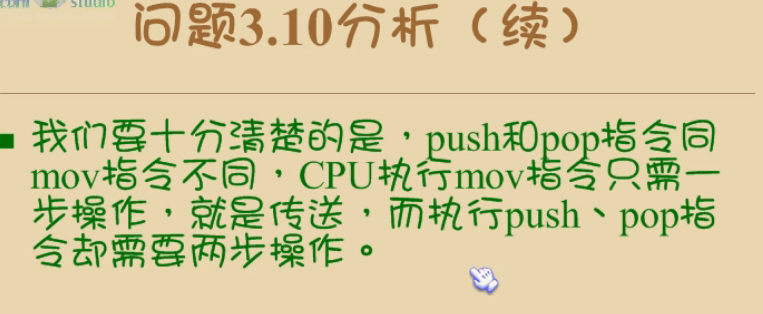 studio
问题3.10分析（续）
我们要十分清楚的是，push和pop指令同
mov指令不同，CPU执行mov指令只需一
步操作，就是传送，而执行push、pop指
令却需要两步操作。